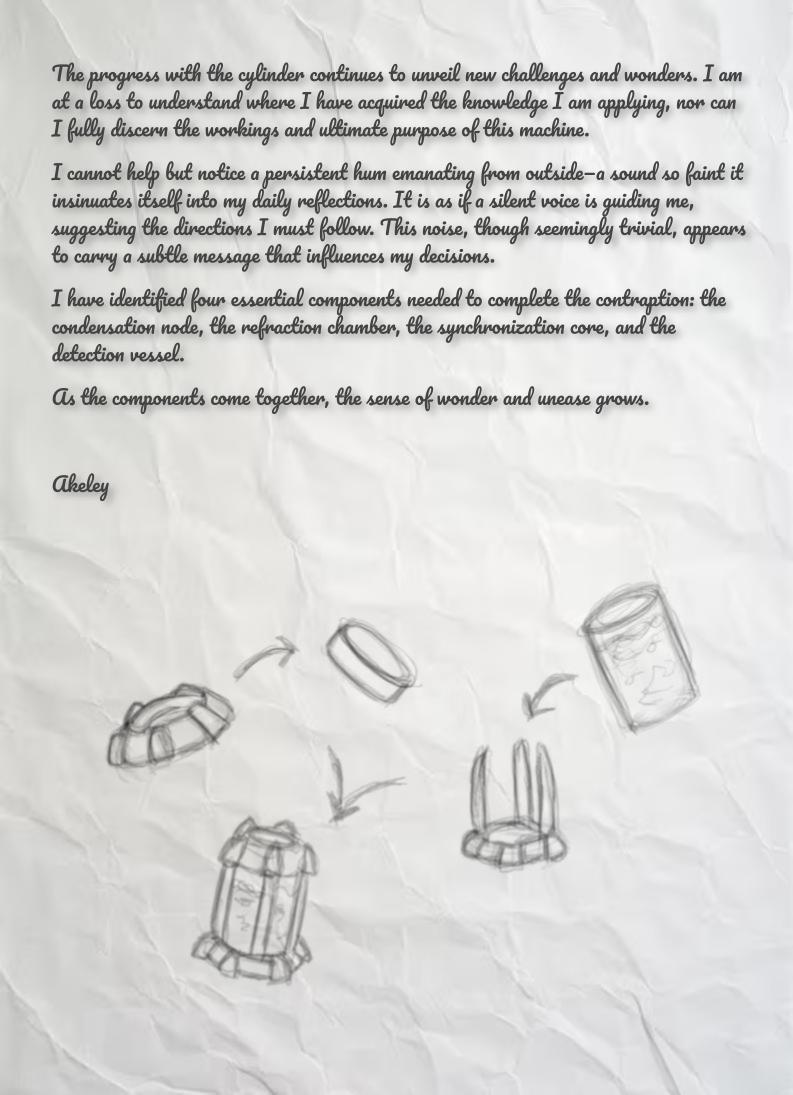 The progress with the cylinder continues to unveil new challenges and wonders. I am
at a loss to understand where I have acquired the knowledge I am applying, nor can
I fully discern the workings and ultimate purpose of this machine.
I cannot help but notice a persistent hum emanating from outside—a sound so faint it
insinuates itself into my daily reflections. It is as if a silent voice is guiding me,
suggesting the directions I must follow. This noise, though seemingly trivial, appears
to carry a subtle message that influences my decisions.
I have identified four essential components needed to complete the contraption: the
condensation node, the refraction chamber, the synchronization core, and the
detection vessel.
As the components come together, the sense of wonder and unease grows.
Akeley